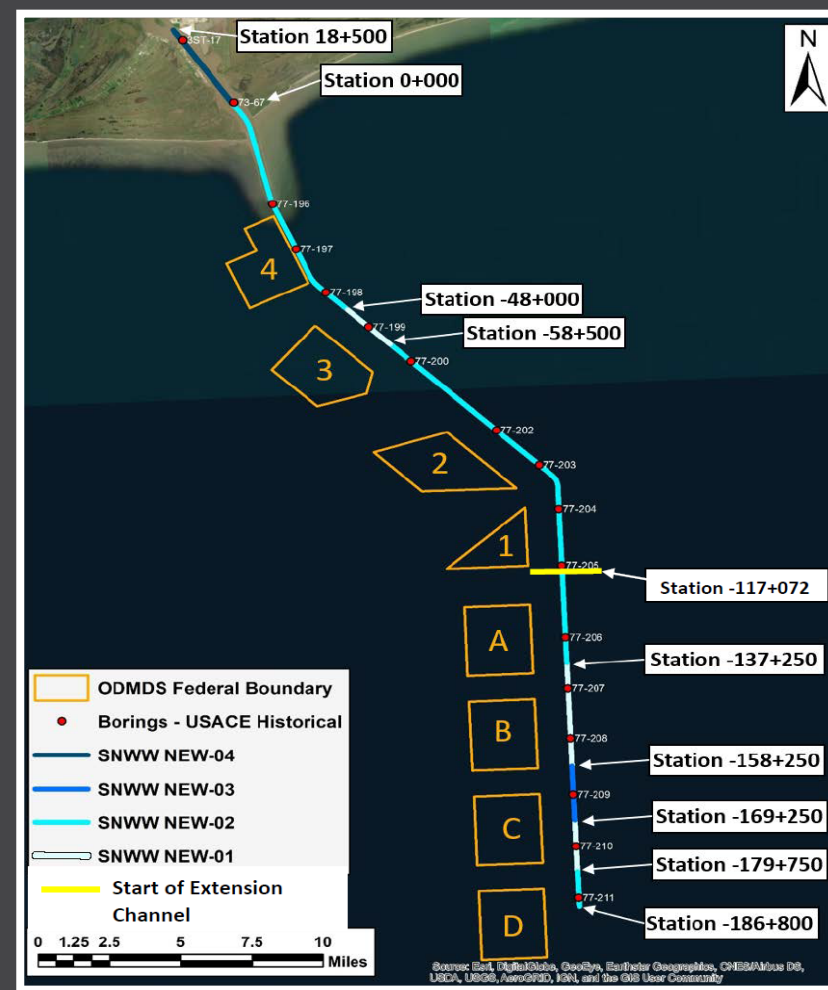 Station 18+500
N
3ST-17
Station 0+000
73-67
77-196
77-197
4
77-198
Station -48+000
77-199
Station -58+500
77-200
3
77-202
2
77-203
77-204
1
77-205
Station -117+072
A
77-206
Station -137+250
77-207
B
77-208
Station -158+250
77-209
C
Station -169+250
77-210
Station -179+750
77-211
D
Station -186+800
ODMDS Federal Boundary
Borings - USACE Historical
SNWW NEW-04
SNWW NEW-03
SNWW NEW-02
SNWW NEW-01
Start of Extension
Channel
0 1.25 2.5 5 7.5 10
Miles
Source: Esri, DigitalGlobe, GeoEye, Earthstar Geographics, CNES/Airbus DS,
USDA, USGS, AeroGRID, IGN, and the GIS User Community